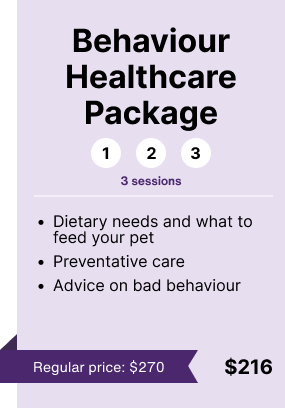 Behaviour
Healthcare
Package
1 2 3
3 sessions
• Dietary needs and what to
feed your pet
• Preventative care
• Advice on bad behaviour
Regular price: $270 $216